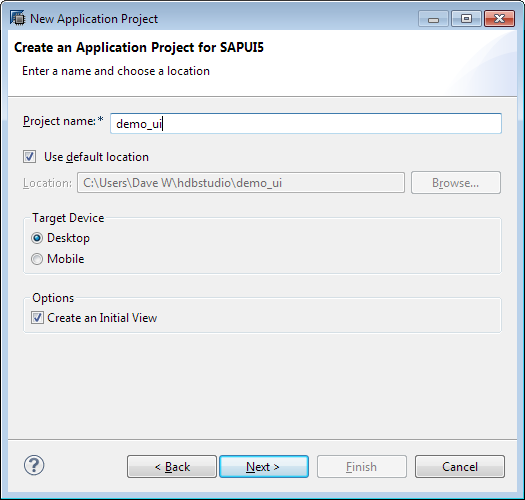 New Application Project
Create an Application Project for SAPUI5
Enter a name and choose a location
Project name:* demo_ui
Use default location
Location: C:\Users\Dave W\hdbstudio\demo_ui Browse...
Target Device
Desktop
Mobile
Options
Create an Initial View
? < Back Next > Finish Cancel